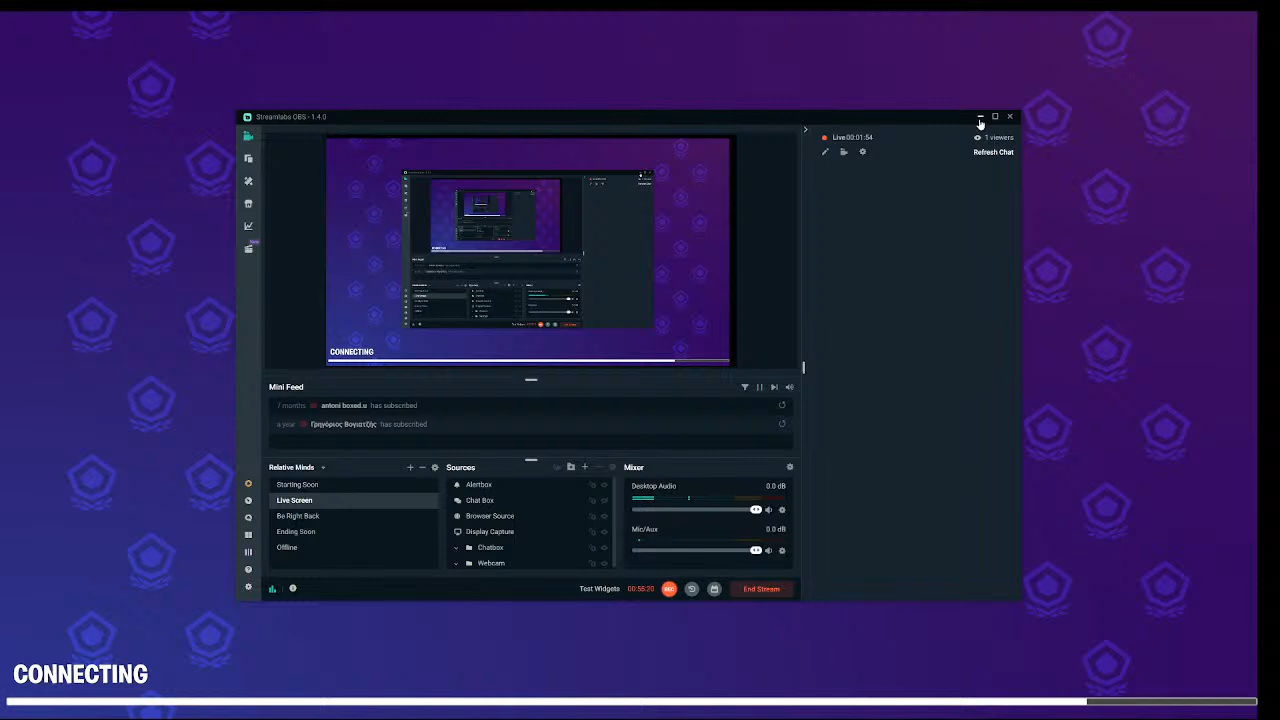 Streamlabs OBS - 1.4.0
Live 00:01:54
1 viewers
Refresh Chat
New
CONNECTING
Mini Feed
7 months antoni boxed.u has subscribed
a year Γρηγόριος Βογιατζής has subscribed
Relative Minds
Starting Soon
Live Screen
Be Right Back
Ending Soon
Offline
Sources
Alertbox
Chat Box
Browser Source
Display Capture
Chatbox
Webcam
Mixer
Desktop Audio 0.0 dB
Mic/Aux 0.0 dB
Test Widgets 00:55:20 REC End Stream
CONNECTING